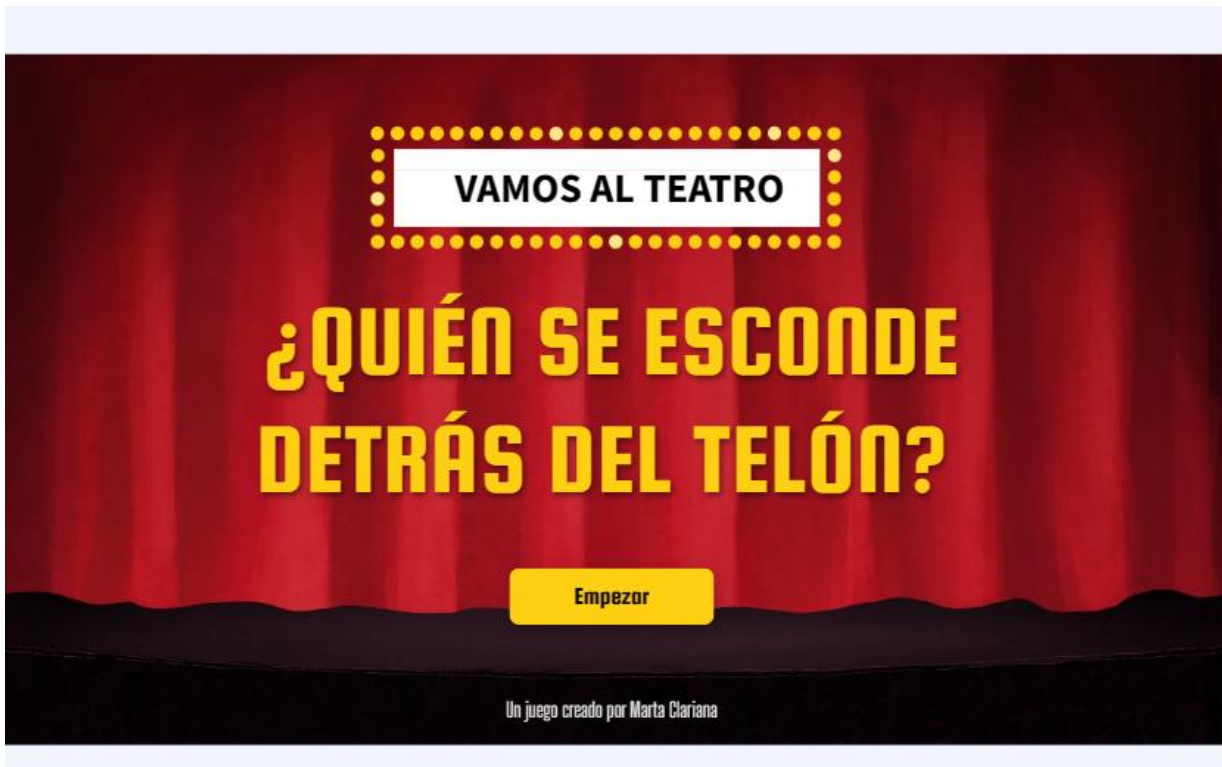 VAMOS AL TEATRO
¿QUIÉN SE ESCONDE
DETRÁS DEL TELÓN?
Empezar
Un juego creado por Marta Clariana